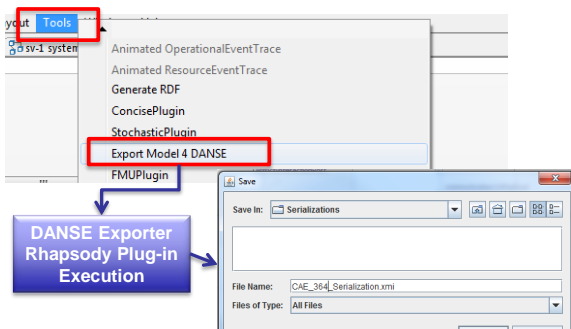 yout Tools
sv-1 system
Animated OperationalEventTrace
Animated ResourceEventTrace
Generate RDF
ConcisePlugin
StochasticPlugin
Export Model 4 DANSE
FMUPlugin
Save
Save In: Serializations
DANSE Exporter
Rhapsody Plug-in
Execution
File Name: CAE_364_Serialization.xmi
Files of Type: All Files